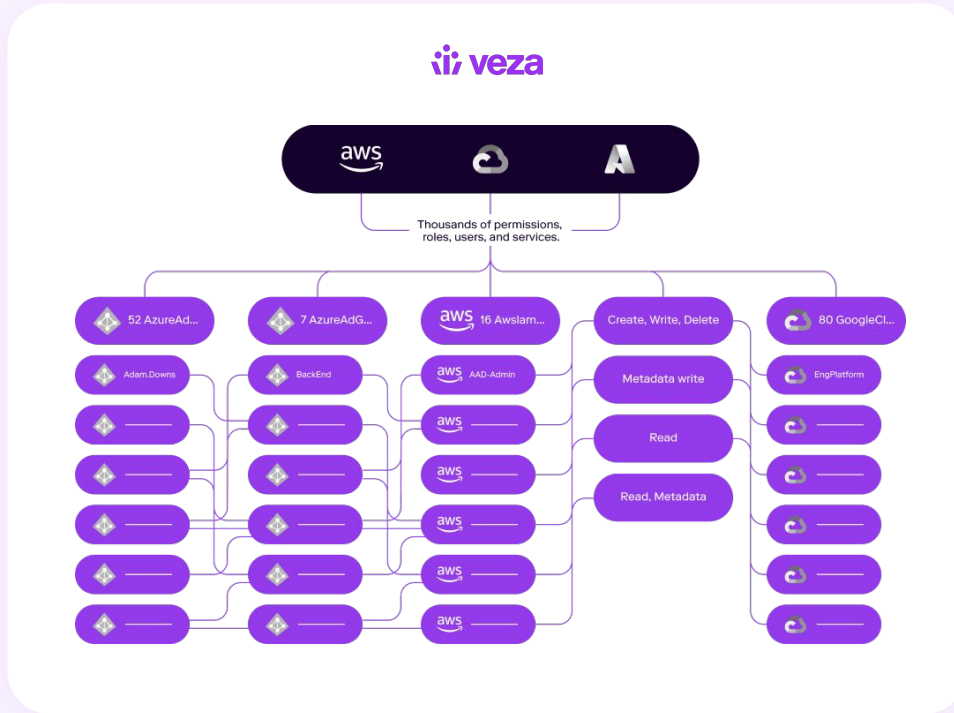 veza
aws
Thousands of permissions,
roles, users, and services.
52 AzureAd...
7 AzureAdG...
aws 16 AwsIam...
Create, Write, Delete
80 GoogleCl...
Adam.Downs
BackEnd
aws AAD-Admin
Metadata write
EngPlatform
aws
Read
aws
Read, Metadata
aws
aws
aws